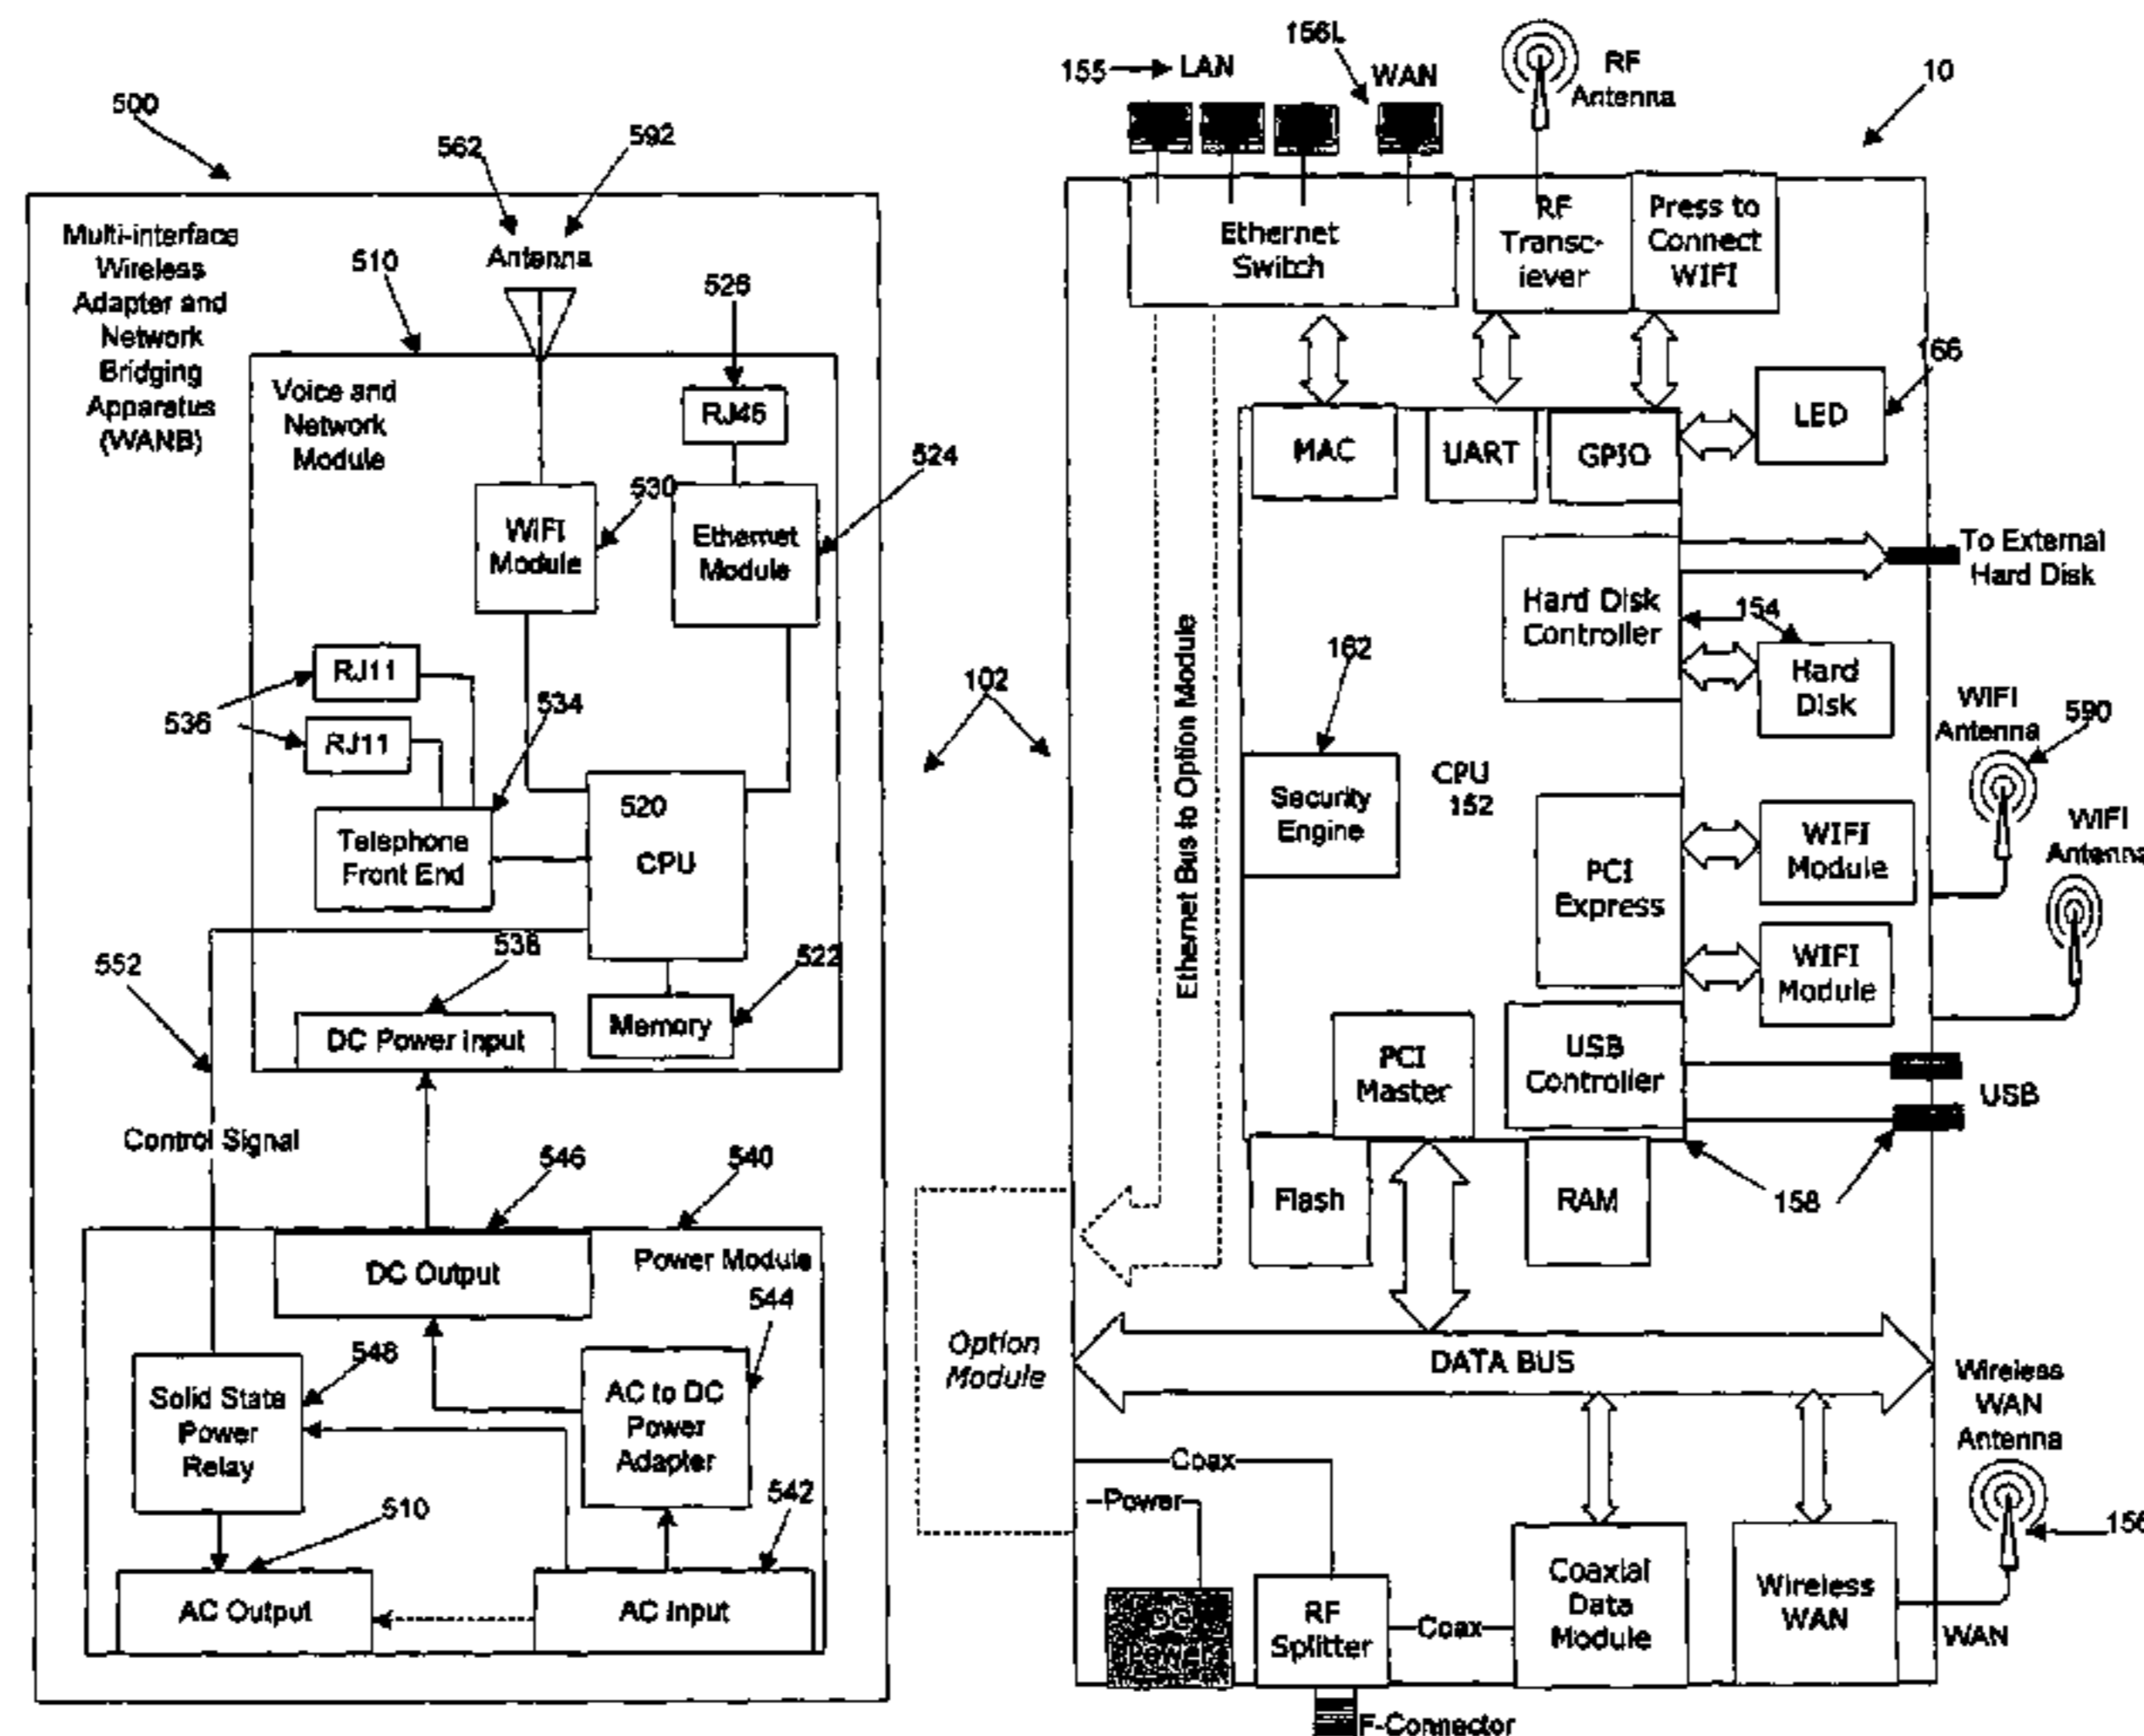 500
Multi-interface
Wireless
Adapter and
Network
Bridging
Apparatus
(WANB)
562
592
Antenna
510
526
Voice and
Network
Module
RJ45
530
524
WiFi
Module
Ethernet
Module
RJ11
536
RJ11
534
Telephone
Front End
520
CPU
552
538
522
DC Power input
Memory
Control Signal
546
540
DC Output
Power Module
544
548
Solid State
Power
Relay
AC to DC
Power
Adapter
510
542
AC Output
AC Input
102
155
LAN
156L
WAN
RF
Antenna
10
Ethernet
Switch
RF
Transc-
iever
Press to
Connect
WIFI
166
MAC
UART
GPIO
LED
To External
Hard Disk
Hard Disk
Controller
154
Hard
Disk
Ethernet Bus to Option Module
162
Security
Engine
CPU
152
WIFI
Antenna
590
PCI
Express
WIFI
Module
WIFI
Antenna
WIFI
Module
PCI
Master
USB
Controller
USB
158
Flash
RAM
Option
Module
DATA BUS
Wireless
WAN
Antenna
Coax
Power
156
RF
Splitter
Coax
Coaxial
Data
Module
Wireless
WAN
WAN
F-Connector